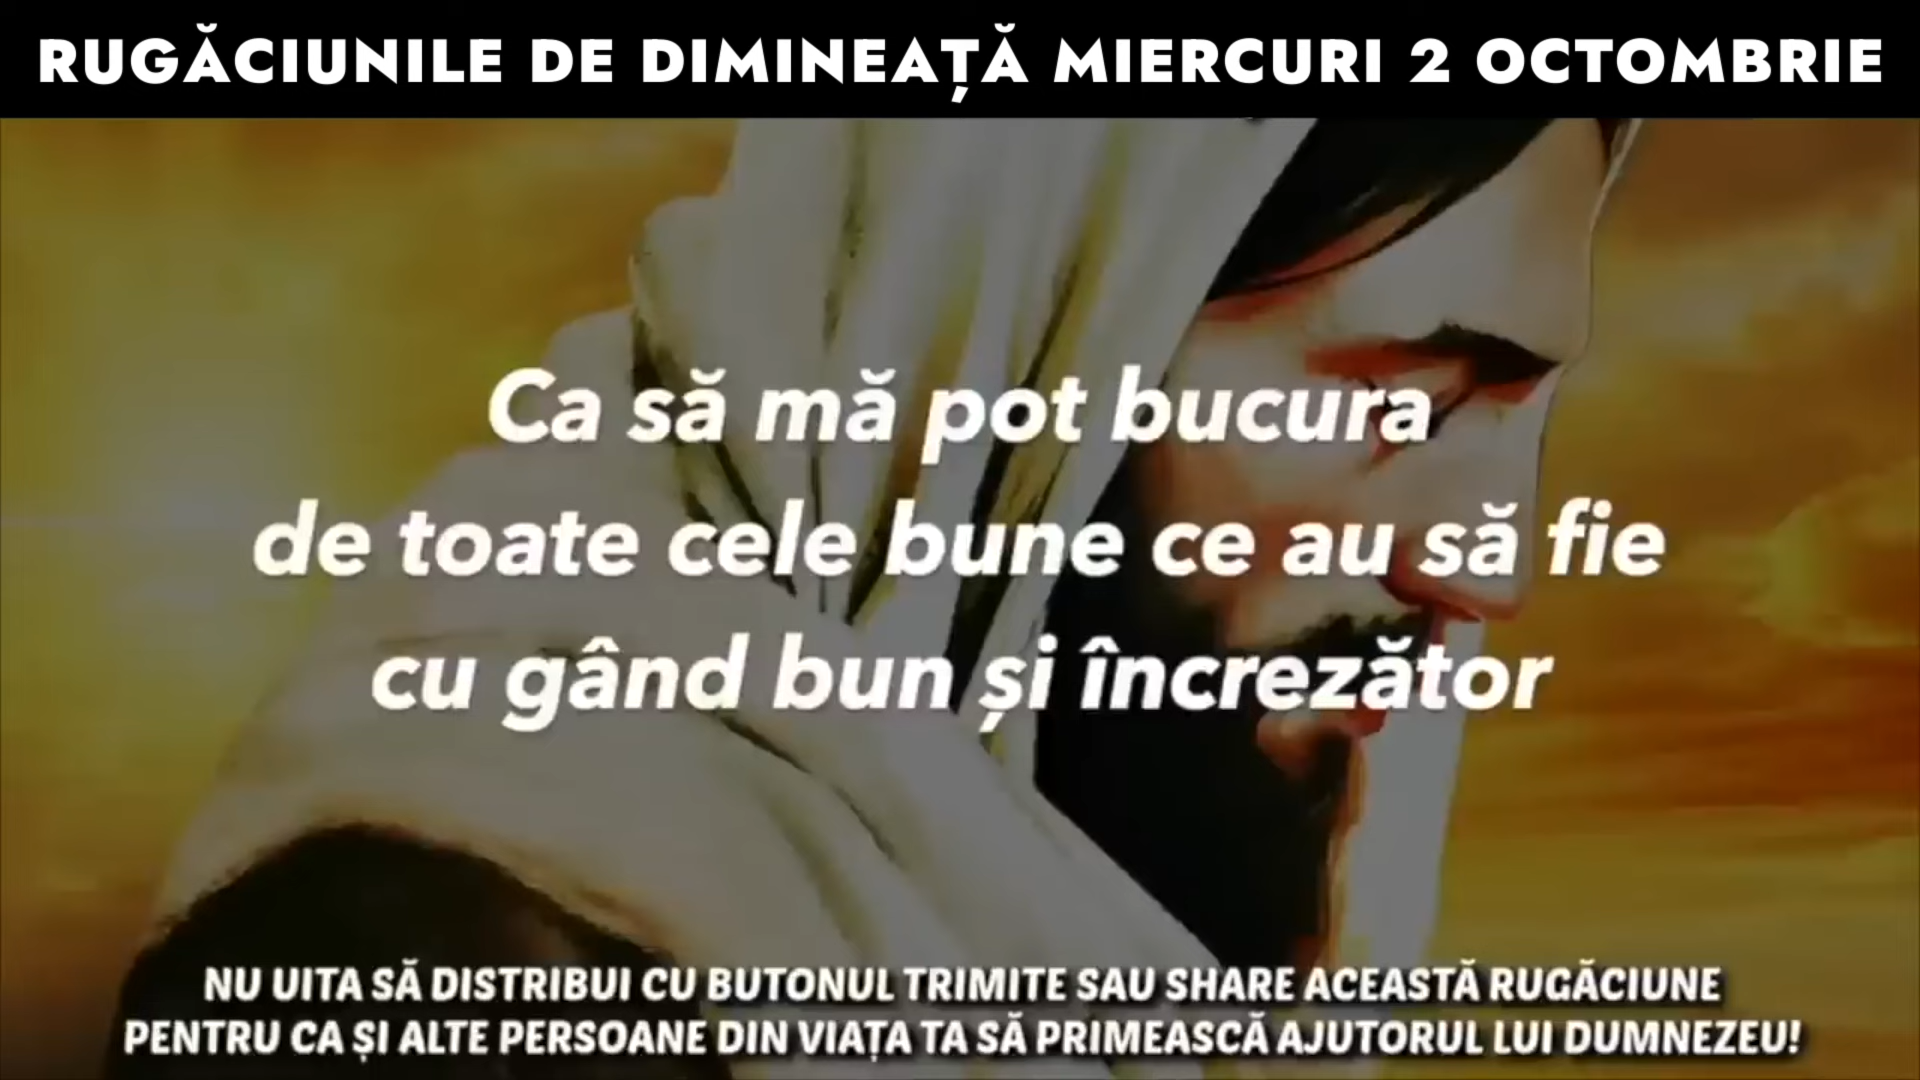 RUGĂCIUNILE DE DIMINEAȚĂ MIERCURI 2 OCTOMBRIE
Ca să mă pot bucura
de toate cele bune ce au să fie
cu gând bun și încrezător
NU UITA SĂ DISTRIBUI CU BUTONUL TRIMITE SAU SHARE ACEASTĂ RUGĂCIUNE
PENTRU CA ȘI ALTE PERSOANE DIN VIAȚA TA SĂ PRIMEASCĂ AJUTORUL LUI DUMNEZEU!